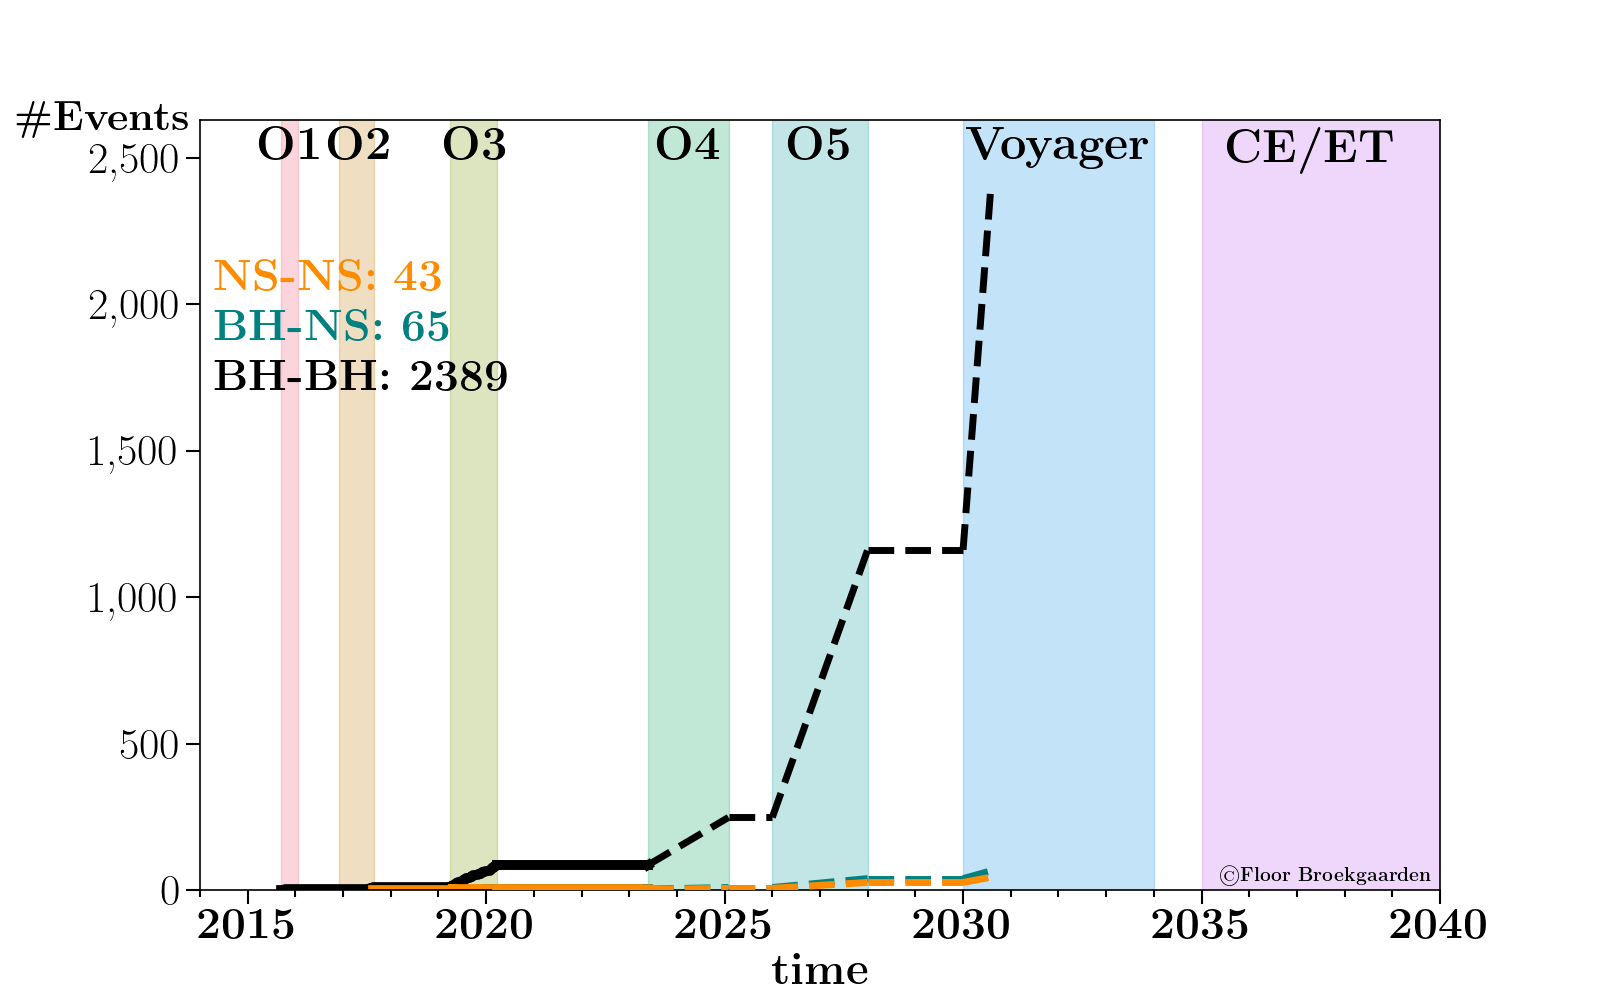 #Events
O1 O2 O3 O4 O5 Voyager CE/ET
2,500
2,000
1,500
1,000
500
0
NS-NS: 43
BH-NS: 65
BH-BH: 2389
©Floor Broekgaarden
2015 2020 2025 2030 2035 2040
time